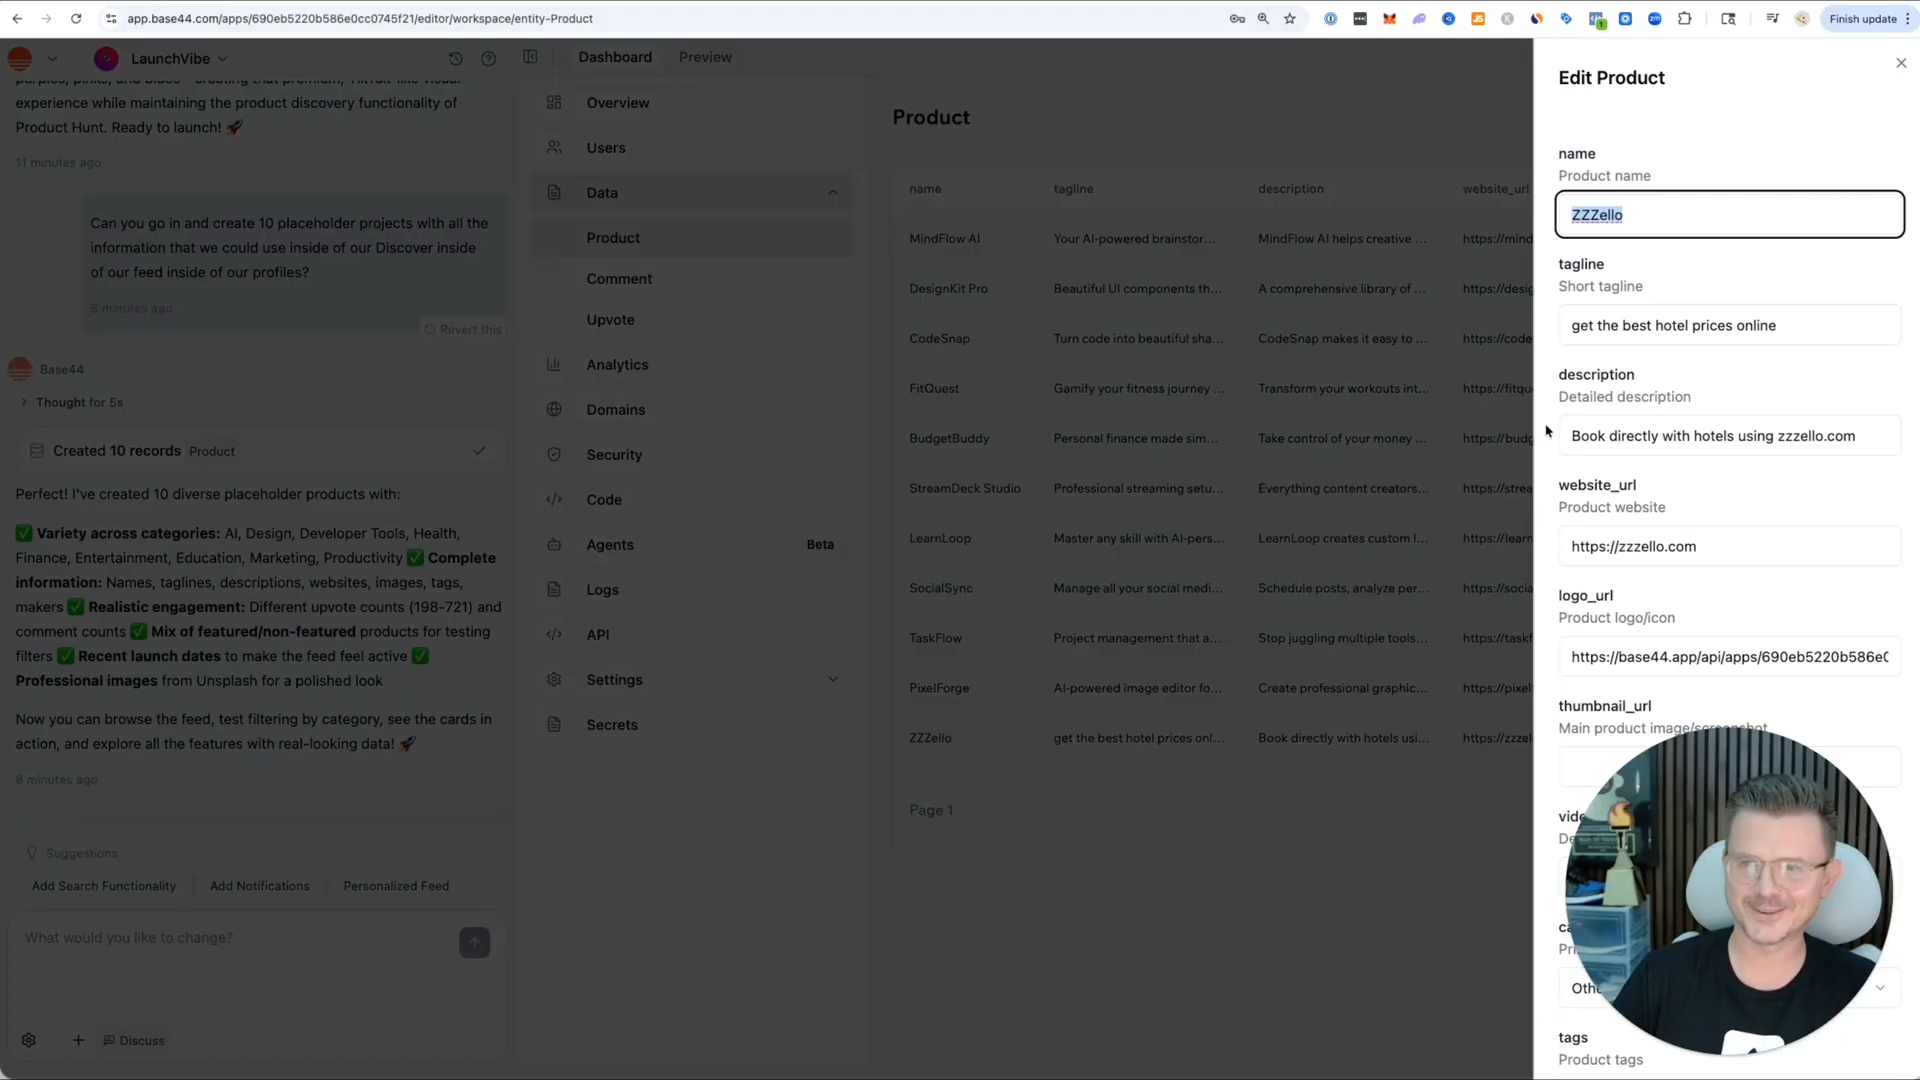 app.base44.com/apps/690eb5220b586e0cc0745f21/editor/workspace/entity-Product
Finish update
LaunchVibe
Dashboard
Preview
experience while maintaining the product discovery functionality of
Product Hunt. Ready to launch! 🚀
11 minutes ago
Can you go in and create 10 placeholder projects with all the
information that we could use inside of our Discover inside
of our feed inside of our profiles?
8 minutes ago
Revert this
Base44
Thought for 5s
Created 10 records Product
Perfect! I've created 10 diverse placeholder products with:
✅ Variety across categories: AI, Design, Developer Tools, Health,
Finance, Entertainment, Education, Marketing, Productivity ✅ Complete
information: Names, taglines, descriptions, websites, images, tags,
makers ✅ Realistic engagement: Different upvote counts (198-721) and
comment counts ✅ Mix of featured/non-featured products for testing
filters ✅ Recent launch dates to make the feed feel active ✅
Professional images from Unsplash for a polished look
Now you can browse the feed, test filtering by category, see the cards in
action, and explore all the features with real-looking data! 🚀
8 minutes ago
Suggestions
Add Search Functionality
Add Notifications
Personalized Feed
What would you like to change?
Discuss
Overview
Users
Data
Product
Comment
Upvote
Analytics
Domains
Security
Code
Agents
Beta
Logs
API
Settings
Secrets
Product
name tagline description website_url
MindFlow AI Your AI-powered brainstor... MindFlow AI helps creative ... https://mind
DesignKit Pro Beautiful UI components th... A comprehensive library of ... https://desig
CodeSnap Turn code into beautiful sha... CodeSnap makes it easy to ... https://code
FitQuest Gamify your fitness journey ... Transform your workouts int... https://fitqu
BudgetBuddy Personal finance made sim... Take control of your money ... https://budg
StreamDeck Studio Professional streaming setu... Everything content creators... https://strea
LearnLoop Master any skill with AI-pers... LearnLoop creates custom l... https://learn
SocialSync Manage all your social medi... Schedule posts, analyze per... https://socia
TaskFlow Project management that a... Stop juggling multiple tools... https://taskf
PixelForge AI-powered image editor fo... Create professional graphic... https://pixel
ZZZello get the best hotel prices onl... Book directly with hotels usi... https://zzzel
Page 1
Edit Product
name
Product name
ZZZello
tagline
Short tagline
get the best hotel prices online
description
Detailed description
Book directly with hotels using zzzello.com
website_url
Product website
https://zzzello.com
logo_url
Product logo/icon
https://base44.app/api/apps/690eb5220b586e0
thumbnail_url
Main product image/screenshot
tags
Product tags